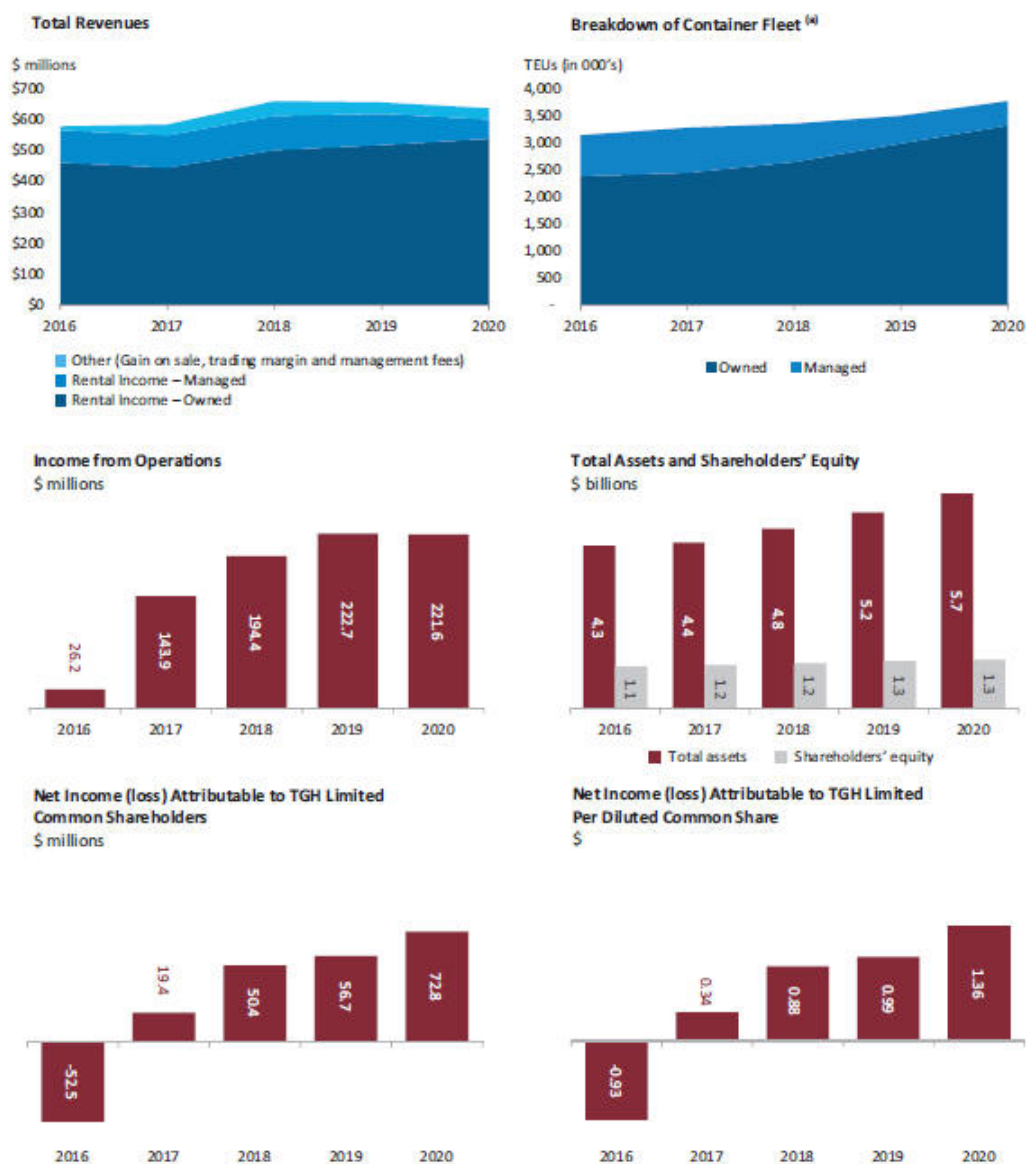 Total Revenues
$ millions
$700
$600
$500
$400
$300
$200
$100
$0
2016 2017 2018 2019 2020
Other (Gain on sale, trading margin and management fees)
Rental Income – Managed
Rental Income – Owned
Breakdown of Container Fleet (a)
TEUs (in 000's)
4,000
3,500
3,000
2,500
2,000
1,500
1,000
500
-
2016 2017 2018 2019 2020
Owned Managed
Income from Operations
$ millions
26.2 143.9 194.4 222.7 221.6
2016 2017 2018 2019 2020
Total Assets and Shareholders' Equity
$ billions
4.3 1.1 4.4 1.2 4.8 1.2 5.2 1.3 5.7 1.3
2016 2017 2018 2019 2020
Total assets Shareholders' equity
Net Income (loss) Attributable to TGH Limited
Common Shareholders
$ millions
-52.5 19.4 50.4 56.7 72.8
2016 2017 2018 2019 2020
Net Income (loss) Attributable to TGH Limited
Per Diluted Common Share
$
-0.93 0.34 0.88 0.99 1.36
2016 2017 2018 2019 2020